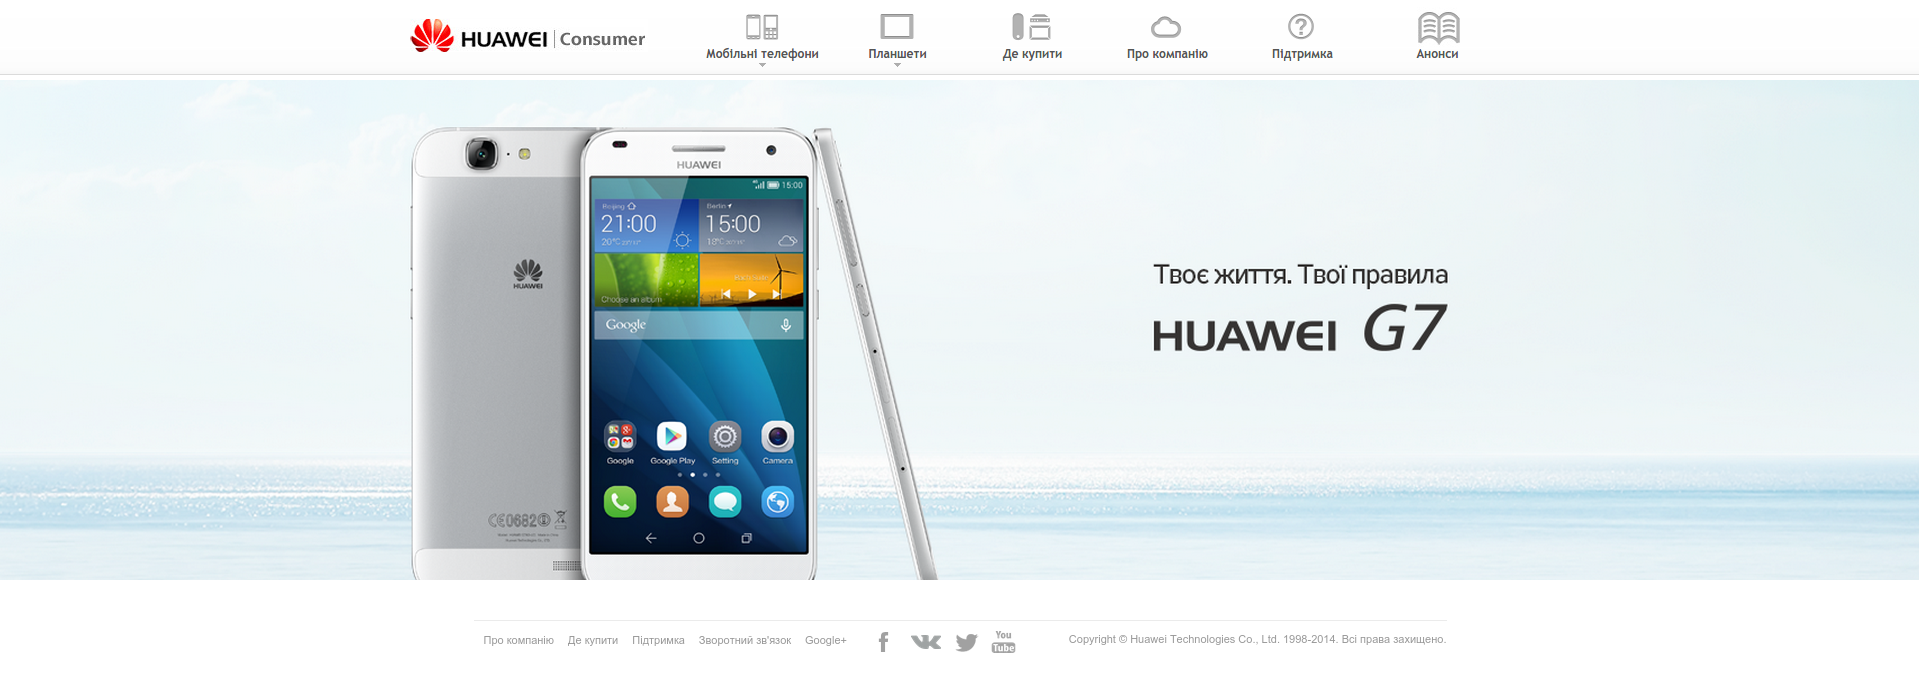 HUAWEI | Consumer
Мобільні телефони
Планшети
Де купити
Про компанію
Підтримка
Анонси
HUAWEI
15:00
Beijing
Berlin
21:00
15:00
20°C
18°C
Choose an album
Google
HUAWEI
Google
Google Play
Setting
Camera
CE0682
Твоє життя. Твої правила
HUAWEI G7
Про компанію
Де купити
Підтримка
Зворотний зв'язок
Google+
You
Tube
Copyright © Huawei Technologies Co., Ltd. 1998-2014. Всі права захищено.